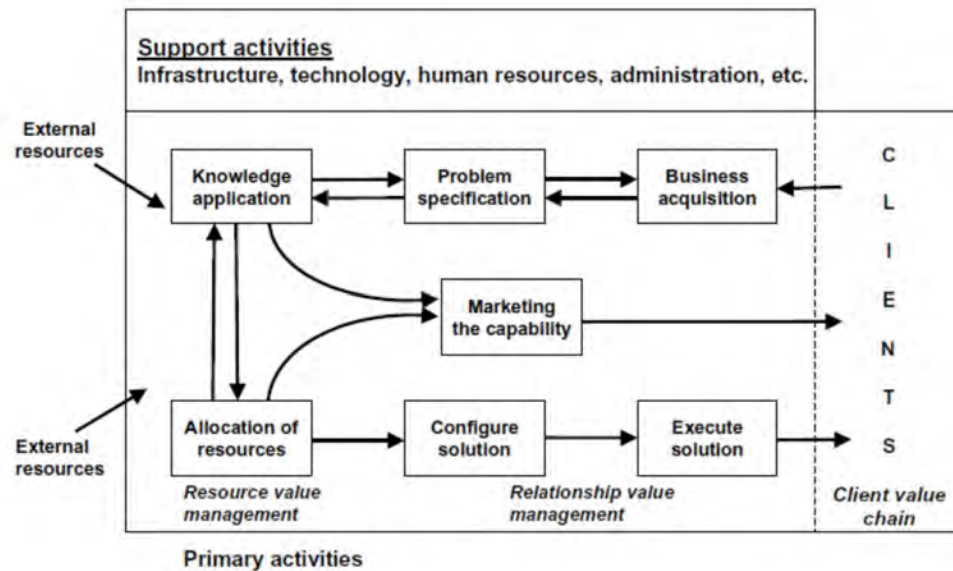 Support activities
Infrastructure, technology, human resources, administration, etc.
External
resources
Knowledge
application
Problem
specification
Business
acquisition
Marketing
the capability
External
resources
Allocation of
resources
Configure
solution
Execute
solution
C
L
I
E
N
T
S
Resource value
management
Relationship value
management
Client value
chain
Primary activities